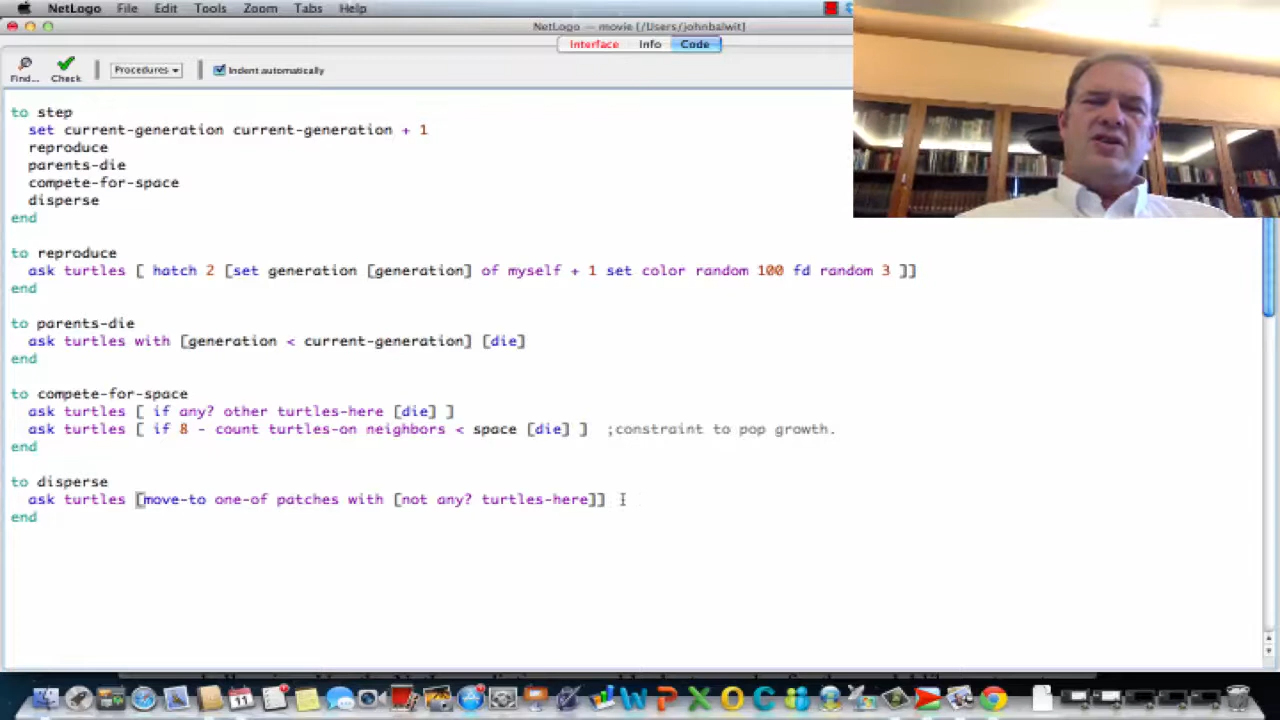 NetLogo File Edit Tools Zoom Tabs Help
NetLogo — movie [/Users/johnbalwit]
Interface Info Code
Find... Check Procedures Indent automatically
to step
set current-generation current-generation + 1
reproduce
parents-die
compete-for-space
disperse
end
to reproduce
ask turtles [ hatch 2 [set generation [generation] of myself + 1 set color random 100 fd random 3 ]]
end
to parents-die
ask turtles with [generation < current-generation] [die]
end
to compete-for-space
ask turtles [ if any? other turtles-here [die] ]
ask turtles [ if 8 - count turtles-on neighbors < space [die] ] ;constraint to pop growth.
end
to disperse
ask turtles [move-to one-of patches with [not any? turtles-here]]
end